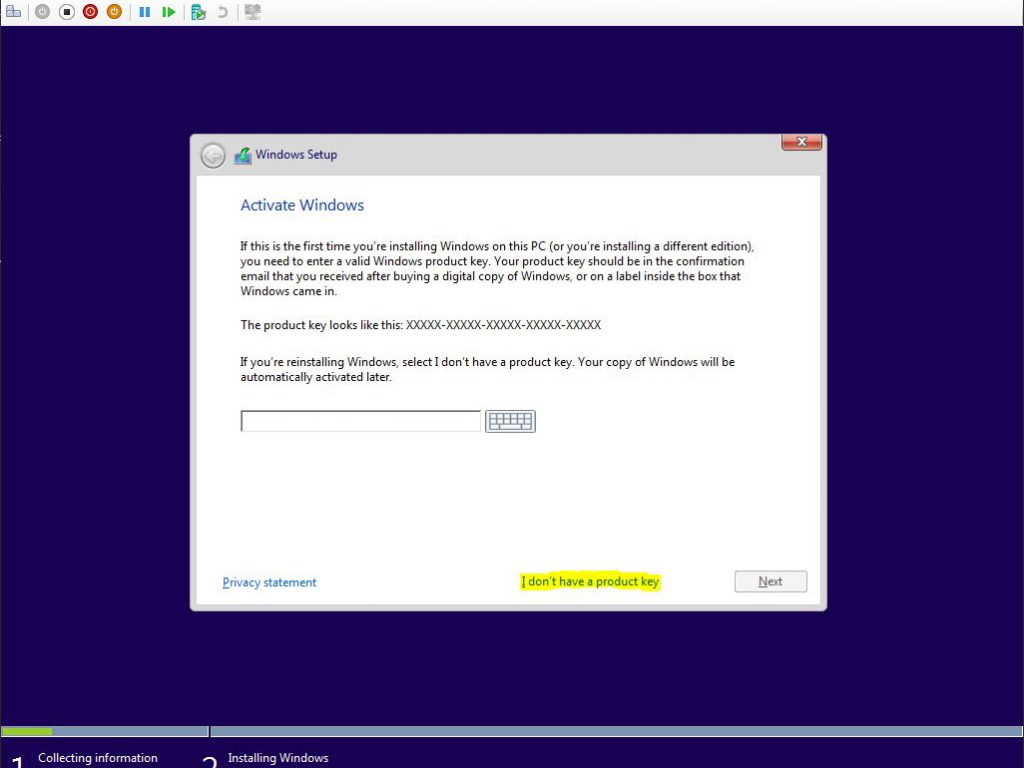 Windows Setup
Activate Windows
If this is the first time you're installing Windows on this PC (or you're installing a different edition),
you need to enter a valid Windows product key. Your product key should be in the confirmation
email that you received after buying a digital copy of Windows, or on a label inside the box that
Windows came in.
The product key looks like this: XXXXX-XXXXX-XXXXX-XXXXX-XXXXX
If you're reinstalling Windows, select I don't have a product key. Your copy of Windows will be
automatically activated later.
Privacy statement
I don't have a product key
Next
1 Collecting information
2 Installing Windows